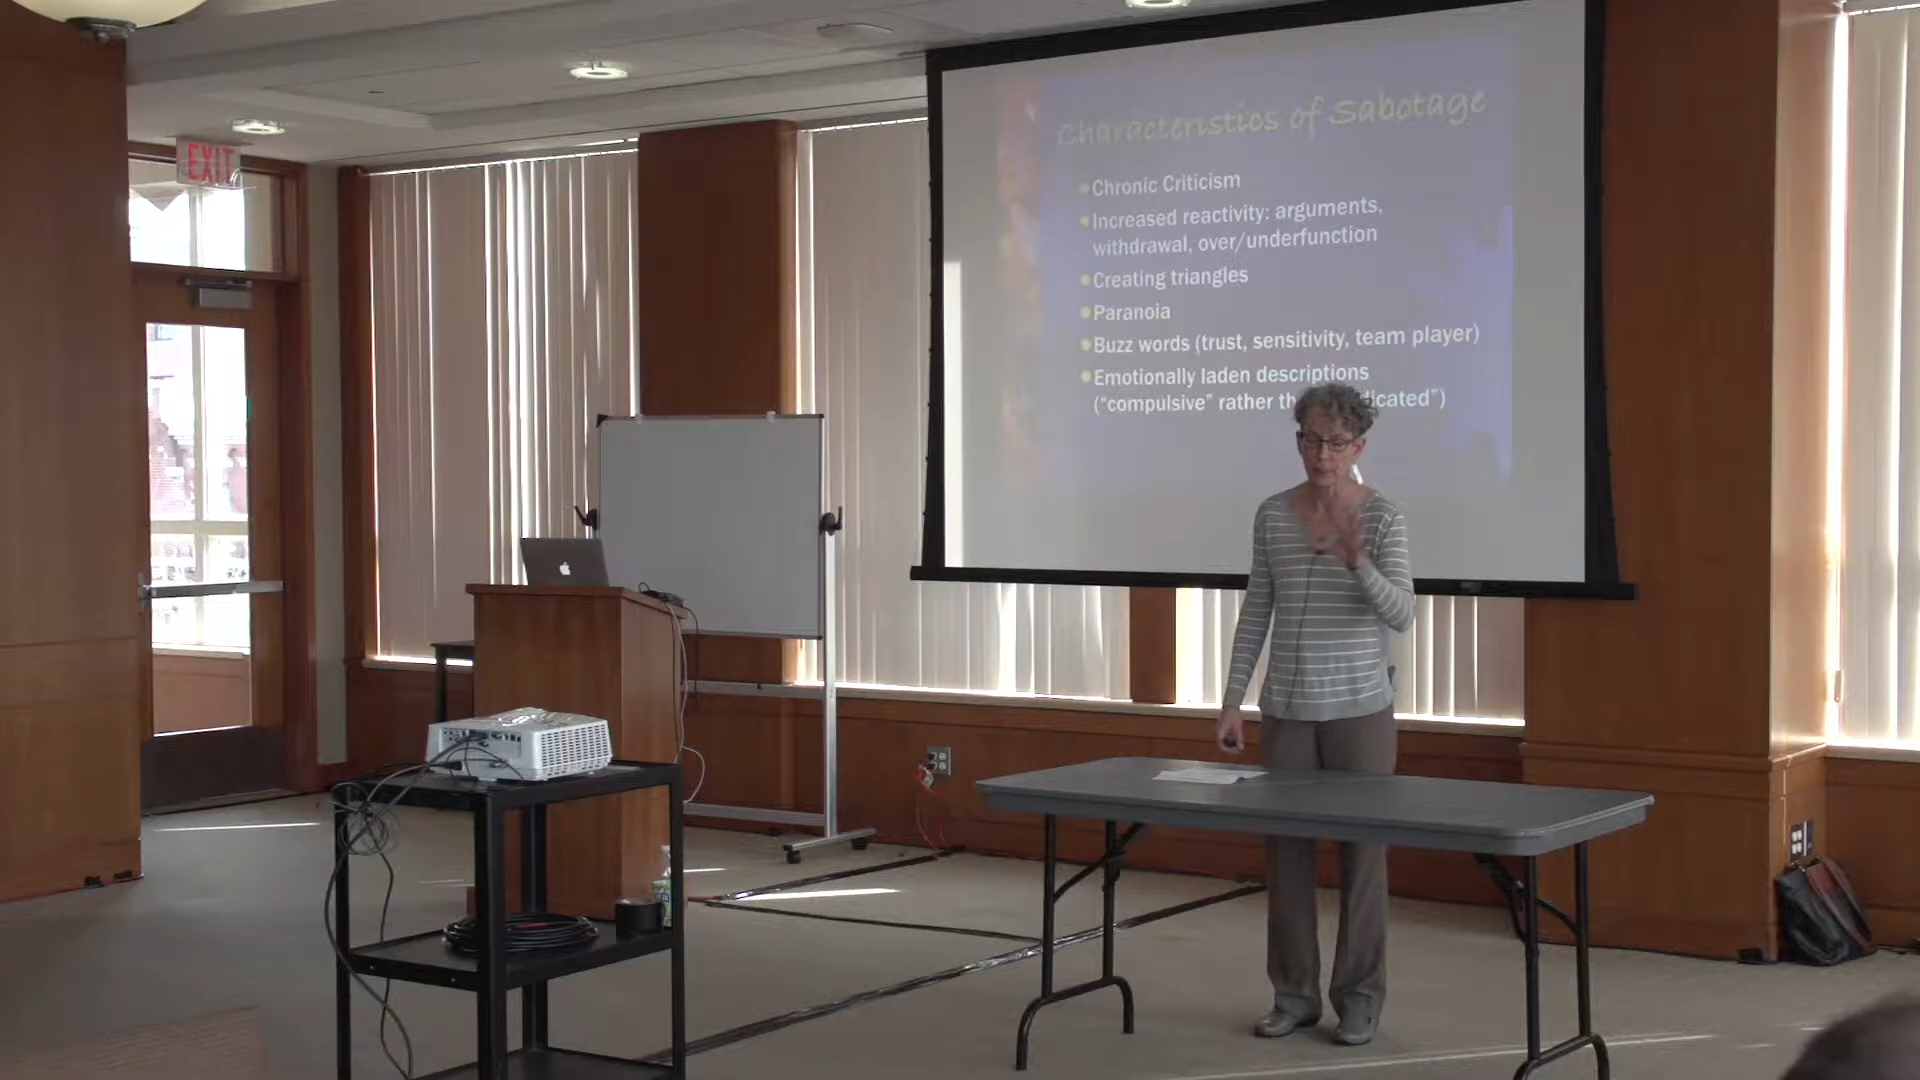 EXIT
Characteristics of Sabotage
Chronic Criticism
Increased reactivity: arguments,
withdrawal, over/underfunction
Creating triangles
Paranoia
Buzz words (trust, sensitivity, team player)
Emotionally laden descriptions
("compulsive" rather dicated")